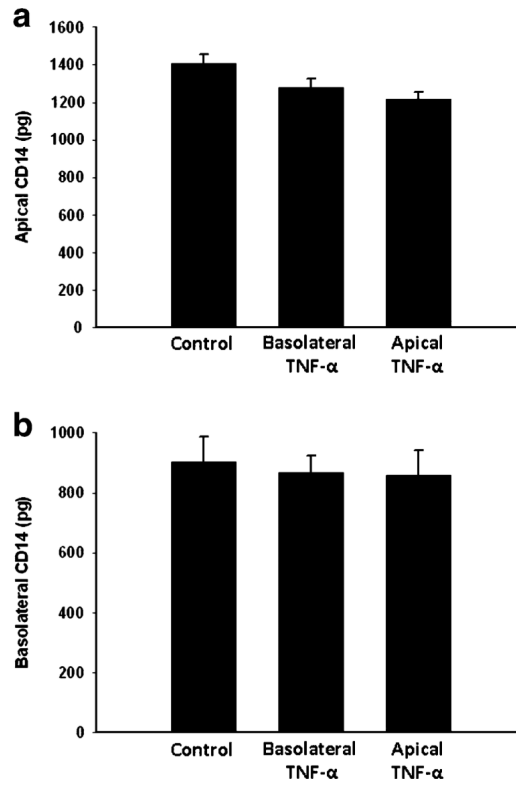 a
Apical CD14 (pg)
1600
1400
1200
1000
800
600
400
200
0
Control
Basolateral
TNF-α
Apical
TNF-α
b
Basolateral CD14 (pg)
1000
800
600
400
200
0
Control
Basolateral
TNF-α
Apical
TNF-α